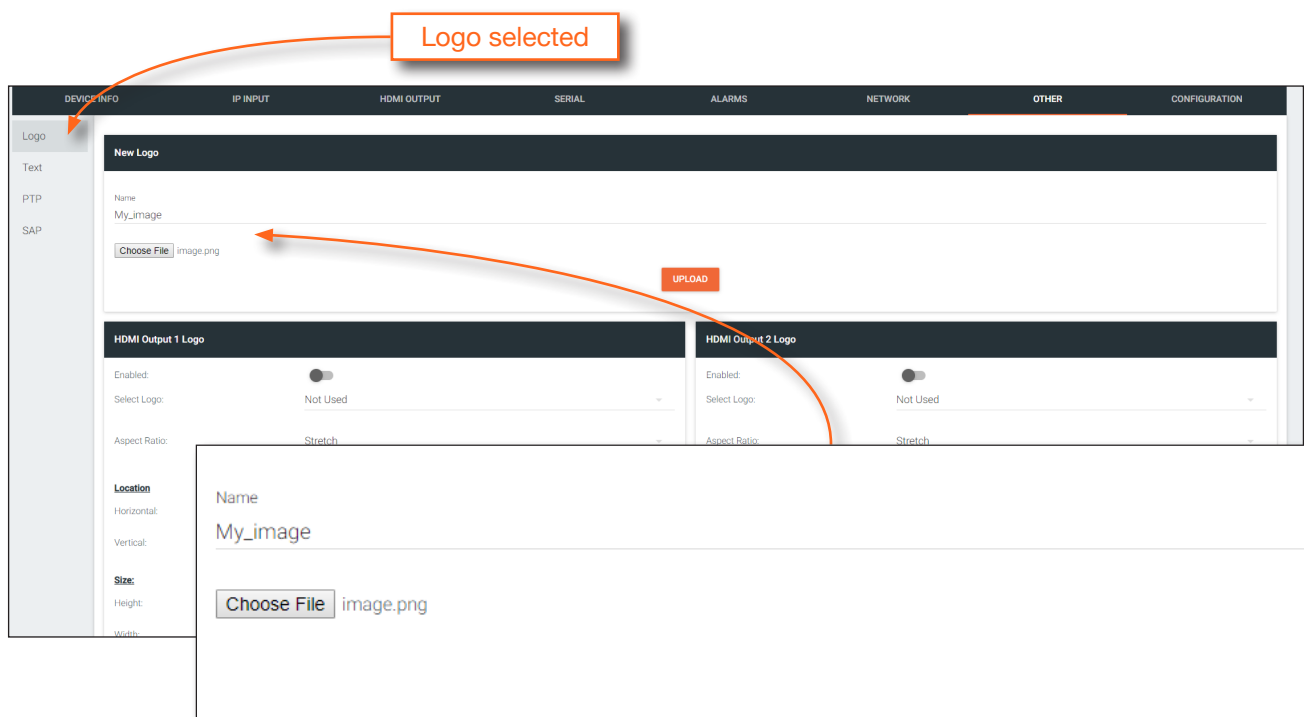 Logo selected
DEVICE INFO IP INPUT HDMI OUTPUT SERIAL ALARMS NETWORK OTHER CONFIGURATION
Logo
Text
PTP
SAP
New Logo
Name
My_image
Choose File image.png
UPLOAD
HDMI Output 1 Logo
Enabled:
Select Logo: Not Used
Aspect Ratio: Stretch
Location
Horizontal:
Vertical:
Size:
Height:
Width:
HDMI Output 2 Logo
Enabled:
Select Logo: Not Used
Aspect Ratio: Stretch
Name
My_image
Choose File image.png